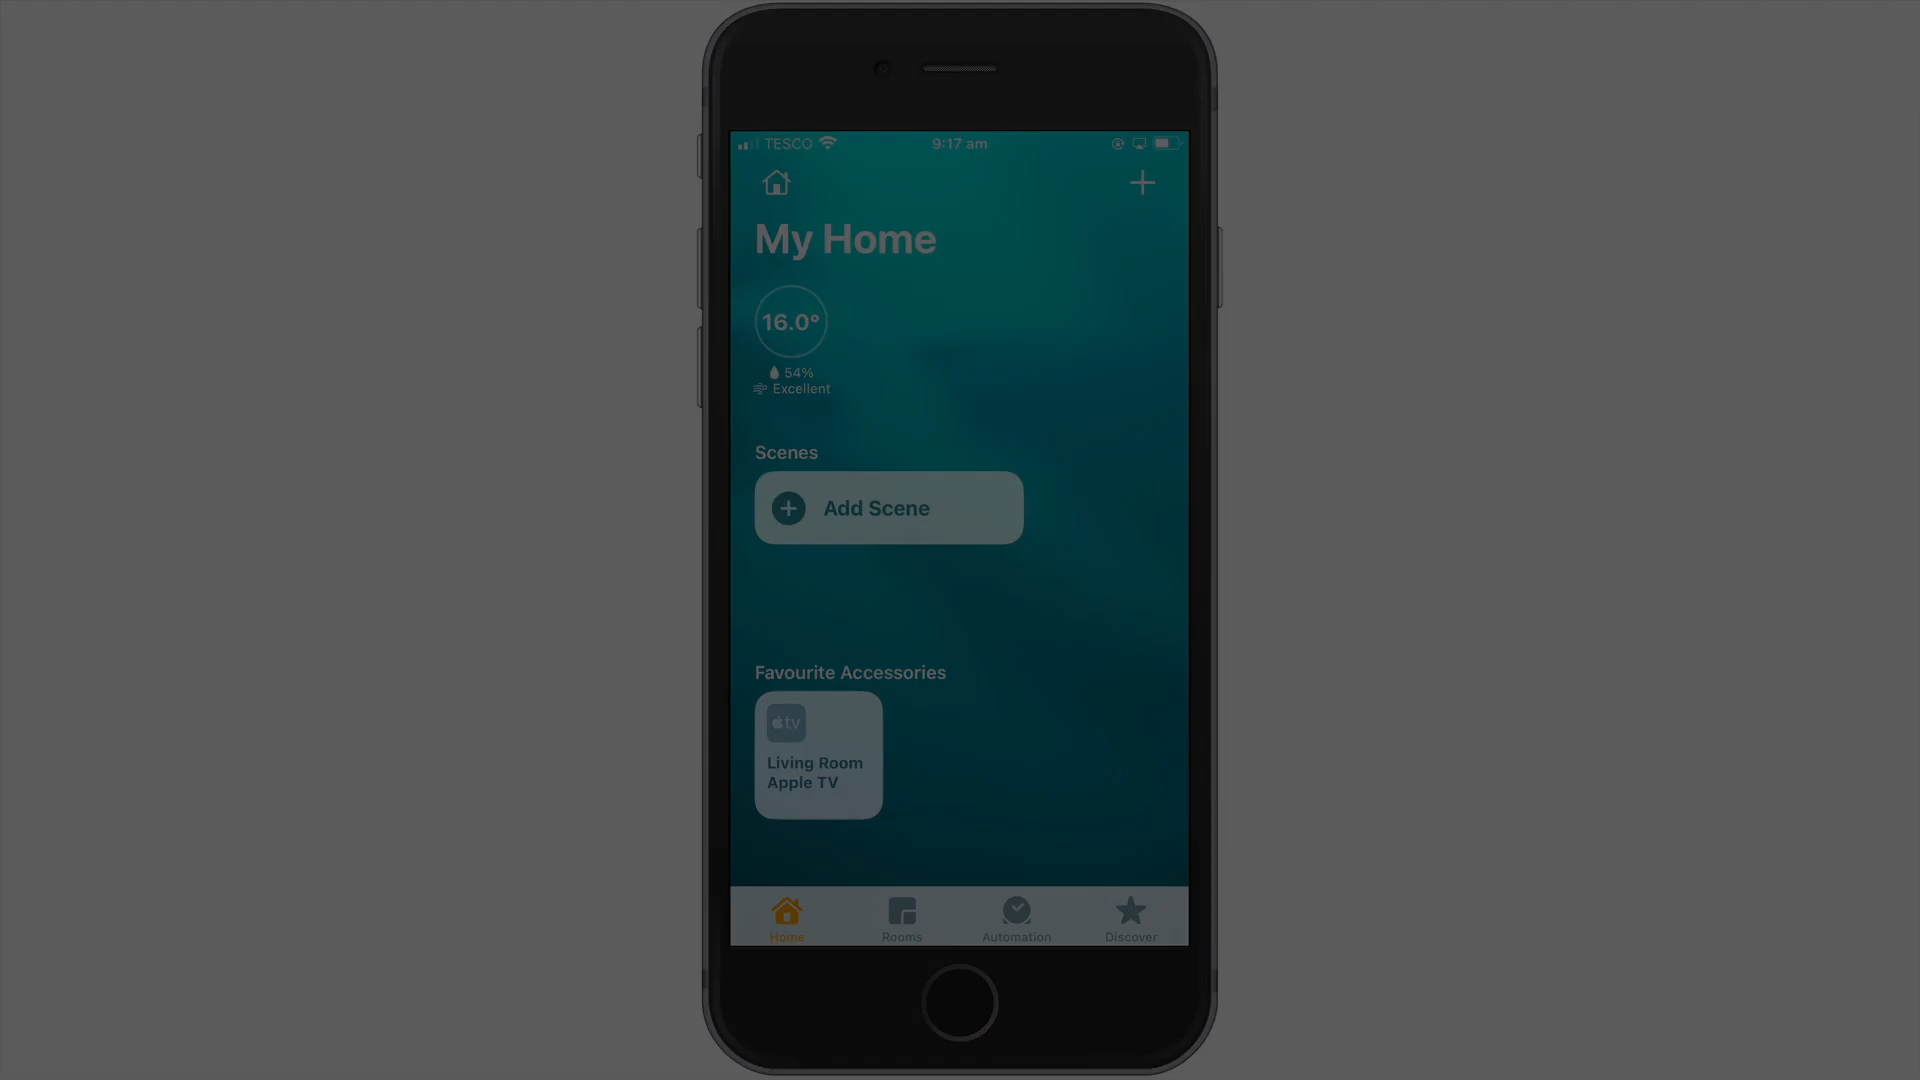 TESCO
9:17 am
My Home
16.0°
54%
Excellent
Scenes
Add Scene
Favourite Accessories
tv
Living Room
Apple TV
Home
Rooms
Automation
Discover